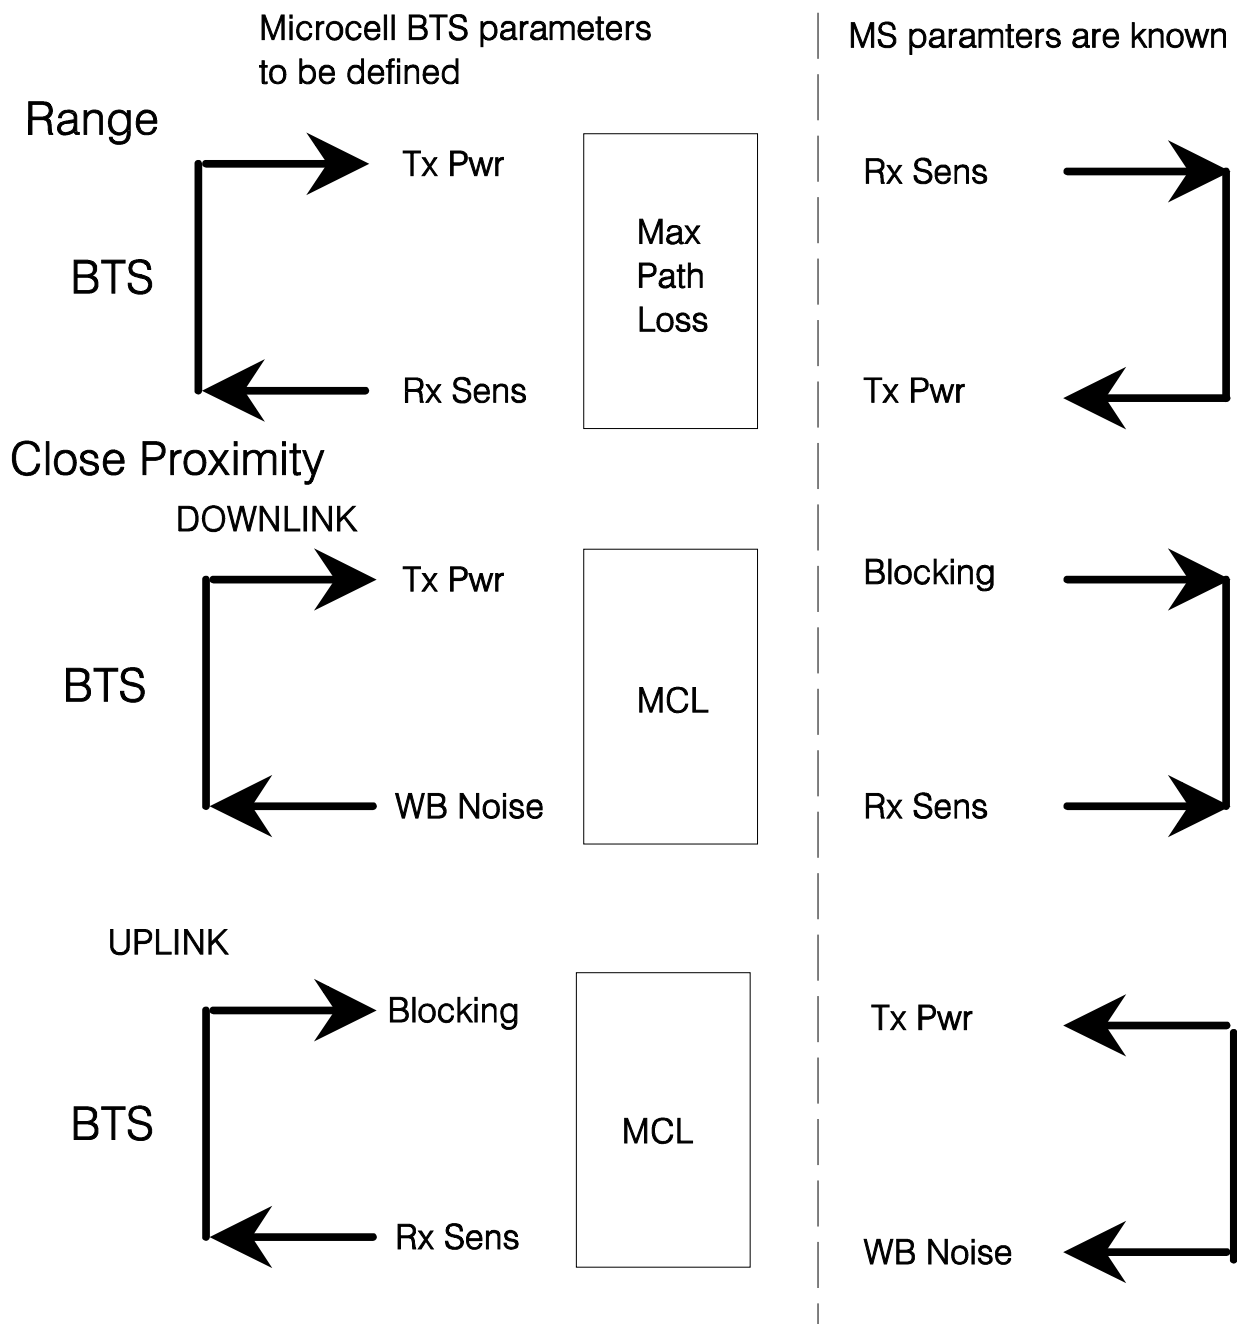 Microcell BTS parameters
to be defined
MS paramters are known
Range
Tx Pwr
Rx Sens
BTS
Max
Path
Loss
Rx Sens
Tx Pwr
Close Proximity
DOWNLINK
Tx Pwr
Blocking
BTS
MCL
WB Noise
Rx Sens
UPLINK
Blocking
Tx Pwr
BTS
MCL
Rx Sens
WB Noise